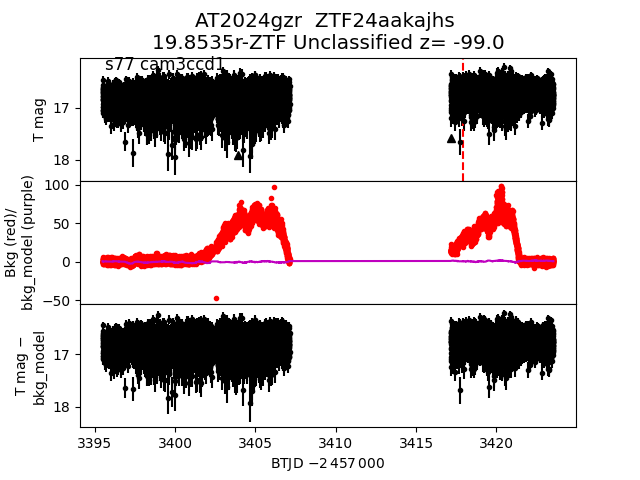 AT2024gzr  ZTF24aakajhs
19.8535r-ZTF Unclassified z= -99.0
s77 cam3ccd1
T mag
17
18
Bkg (red)/
bkg_model (purple)
100
50
0
−50
T mag −
bkg_model
17
18
3395 3400 3405 3410 3415 3420
BTJD −2 457 000